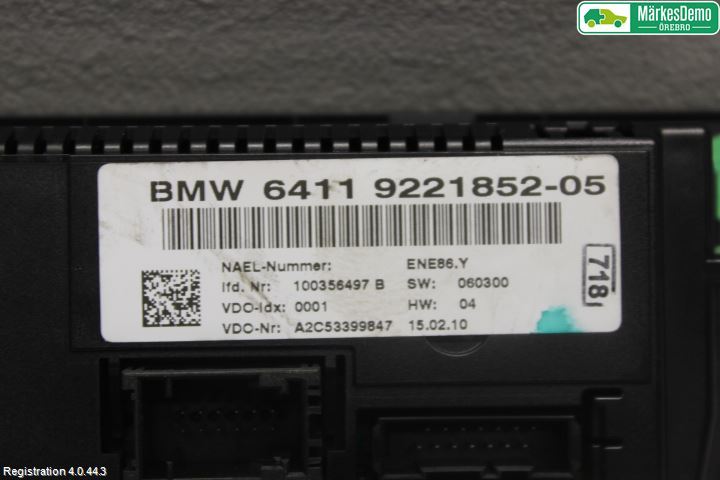 MärkesDemo
ÖREBRO
BMW 6411 9221852-05
NAEL-Nummer: ENE86.Y
lfd. Nr: 100356497 B SW: 060300
VDO-Idx: 0001 HW: 04
VDO-Nr: A2C53399847 15.02.10
718
Registration 4.0.44.3